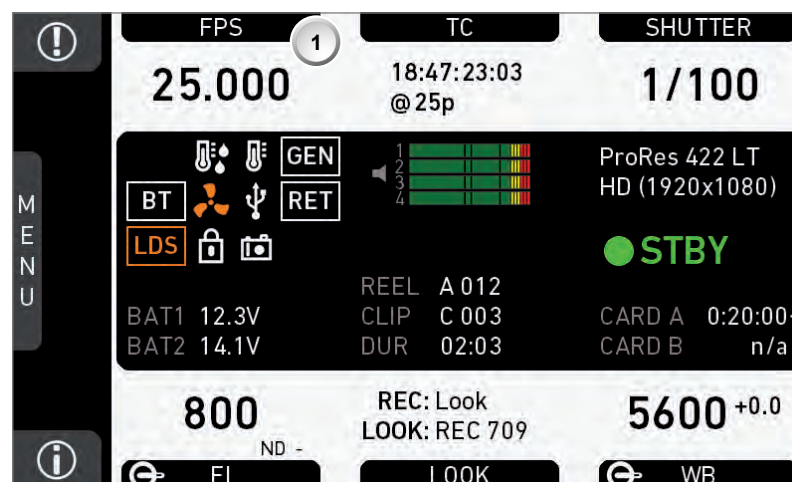 FPS
1
TC
SHUTTER
25.000
18:47:23:03
@ 25p
1/100
GEN
BT
RET
LDS
1
2
3
4
ProRes 422 LT
HD (1920x1080)
STBY
MENU
REEL A 012
CLIP C 003
DUR 02:03
BAT1 12.3V
BAT2 14.1V
CARD A 0:20:00
CARD B n/a
800
ND -
REC: Look
LOOK: REC 709
5600 +0.0
EI
LOOK
WB